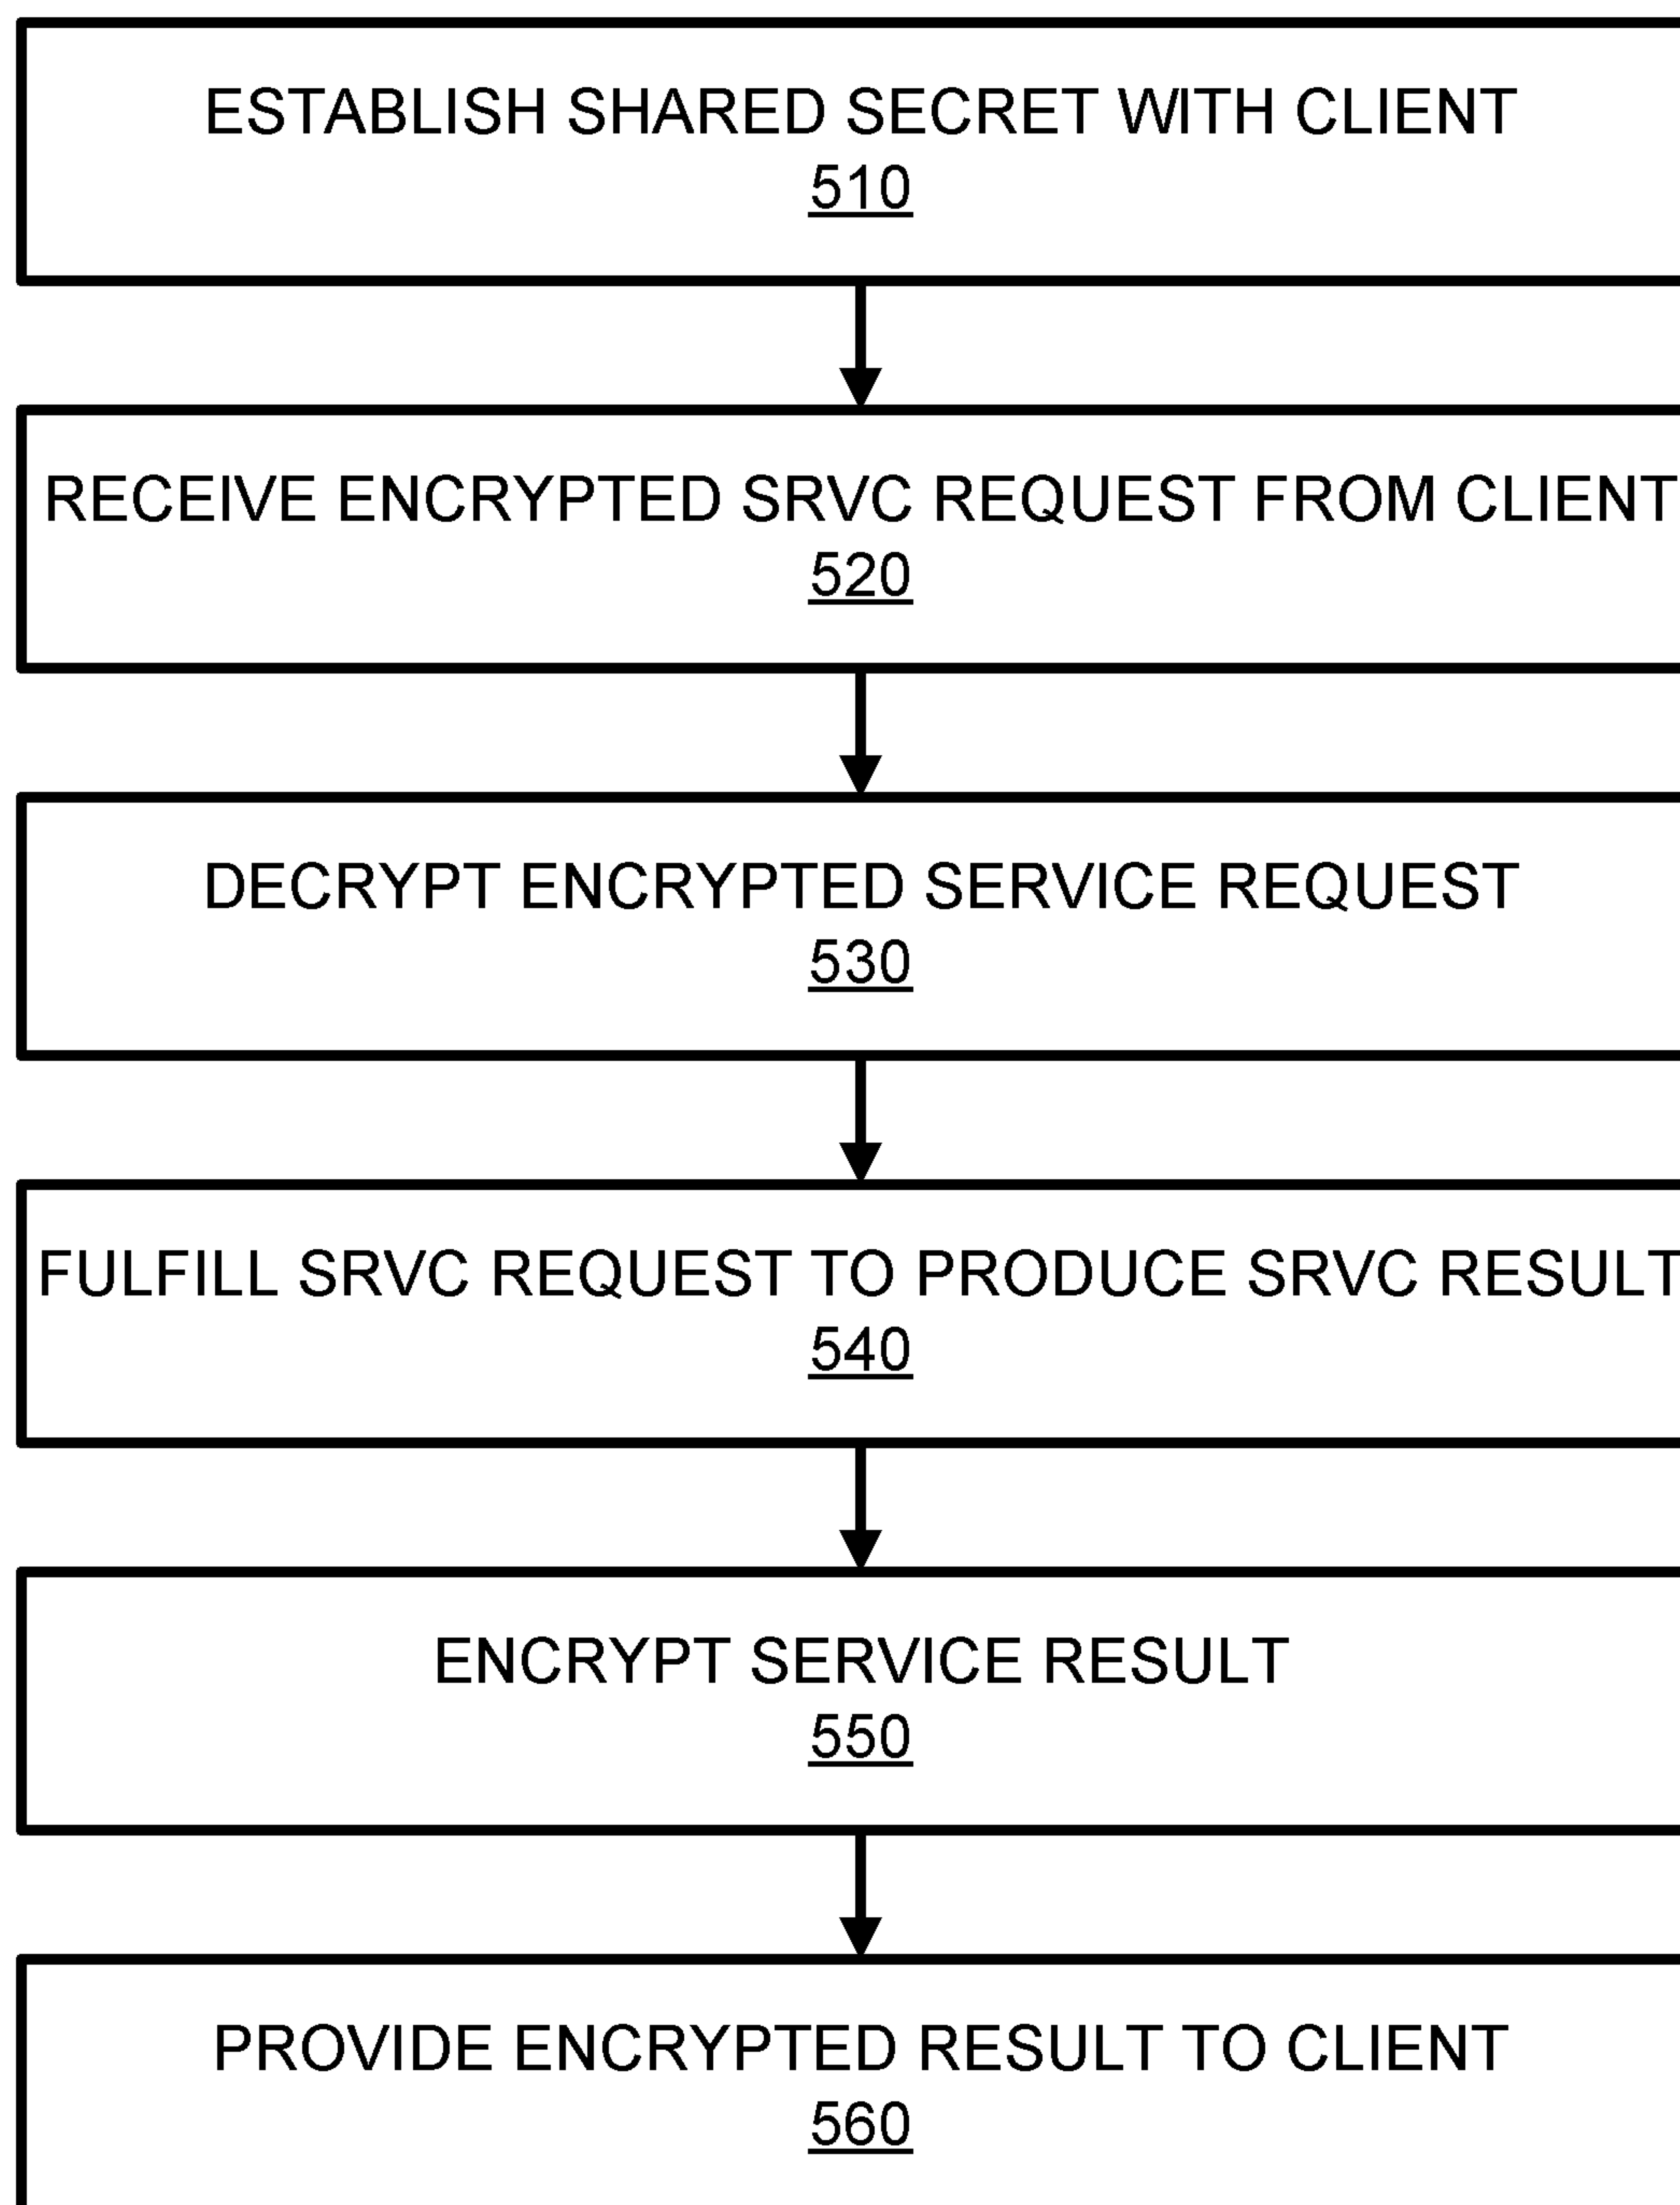 ESTABLISH SHARED SECRET WITH CLIENT
510
RECEIVE ENCRYPTED SRVC REQUEST FROM CLIENT
520
DECRYPT ENCRYPTED SERVICE REQUEST
530
FULFILL SRVC REQUEST TO PRODUCE SRVC RESULT
540
ENCRYPT SERVICE RESULT
550
PROVIDE ENCRYPTED RESULT TO CLIENT
560